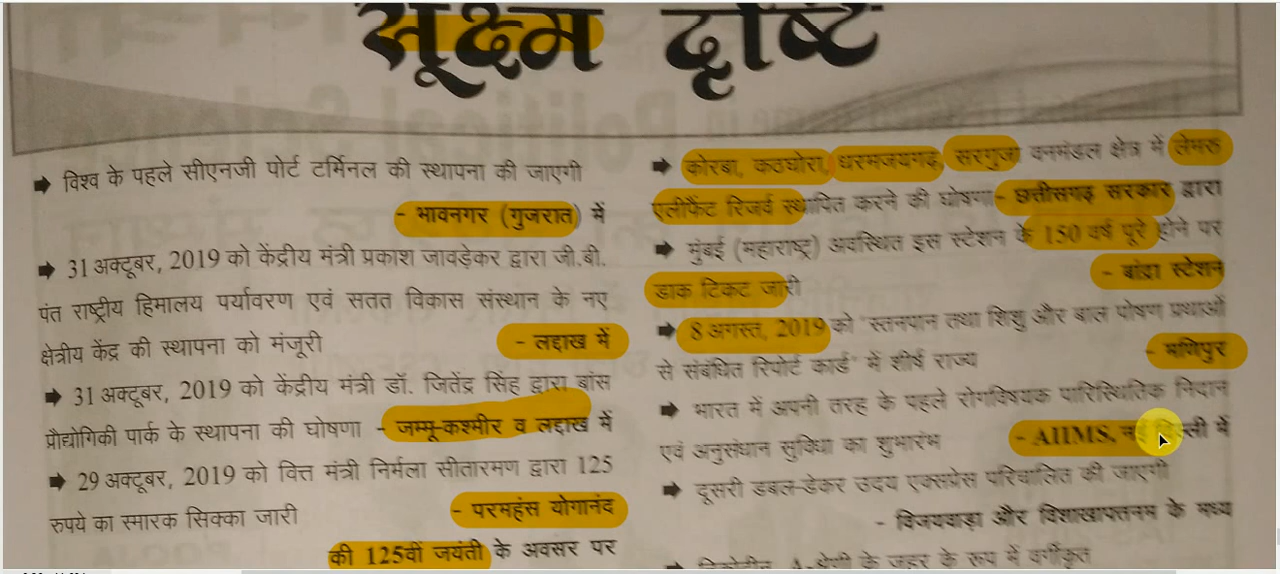 सूक्ष्म दृष्टि
➡ विश्व के पहले सीएनजी पोर्ट टर्मिनल की स्थापना की जाएगी
- भावनगर (गुजरात) में
➡ 31 अक्टूबर, 2019 को केंद्रीय मंत्री प्रकाश जावड़ेकर द्वारा जी.बी.
पंत राष्ट्रीय हिमालय पर्यावरण एवं सतत विकास संस्थान के नए
क्षेत्रीय केंद्र की स्थापना को मंजूरी - लद्दाख में
➡ 31 अक्टूबर, 2019 को केंद्रीय मंत्री डॉ. जितेंद्र सिंह द्वारा बांस
प्रौद्योगिकी पार्क के स्थापना की घोषणा - जम्मू-कश्मीर व लद्दाख में
➡ 29 अक्टूबर, 2019 को वित्त मंत्री निर्मला सीतारमण द्वारा 125
रुपये का स्मारक सिक्का जारी - परमहंस योगानंद
की 125वीं जयंती के अवसर पर
➡ कोरबा, कठघोरा, धरमजयगढ़, सरगुजा वनमंडल क्षेत्र में लेमरू
एलीफैंट रिजर्व स्थापित करने की घोषणा - छत्तीसगढ़ सरकार द्वारा
➡ मुंबई (महाराष्ट्र) अवस्थित इस स्टेशन के 150 वर्ष पूरे होने पर
डाक टिकट जारी - बांद्रा स्टेशन
➡ 8 अगस्त, 2019 को "स्तनपान तथा शिशु और बाल पोषण प्रथाओं
से संबंधित रिपोर्ट कार्ड" में शीर्ष राज्य - मणिपुर
➡ भारत में अपनी तरह के पहले रोगविषयक पारिस्थितिक निदान
एवं अनुसंधान सुविधा का शुभारंभ - AIIMS, नई दिल्ली में
➡ दूसरी डबल-डेकर उदय एक्सप्रेस परिचालित की जाएगी
- विजयवाड़ा और विशाखापत्तनम के मध्य
➡ निकोटीन A-श्रेणी के जहर के रूप में वर्गीकृत